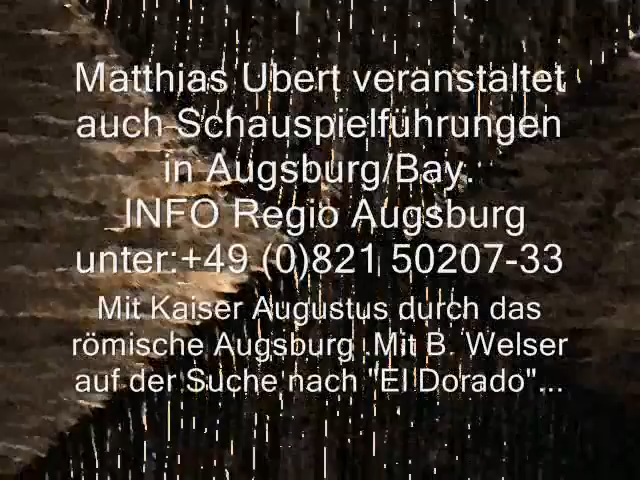 Matthias Ubert veranstaltet
auch Schauspielführungen
in Augsburg/Bay.
INFO Regio Augsburg
unter:+49 (0)821 50207-33
Mit Kaiser Augustus durch das
römische Augsburg .Mit B. Welser
auf der Suche nach "El Dorado"...